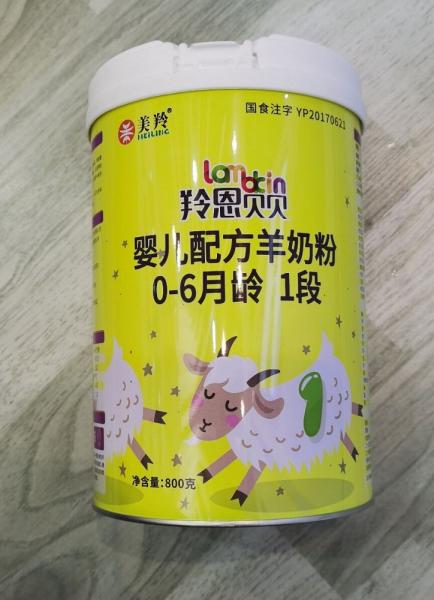 国食注字 YP20170621
美羚®
MEILING
Lambkin
羚恩贝贝
婴儿配方羊奶粉
0-6月龄 1段
1
净含量:800克